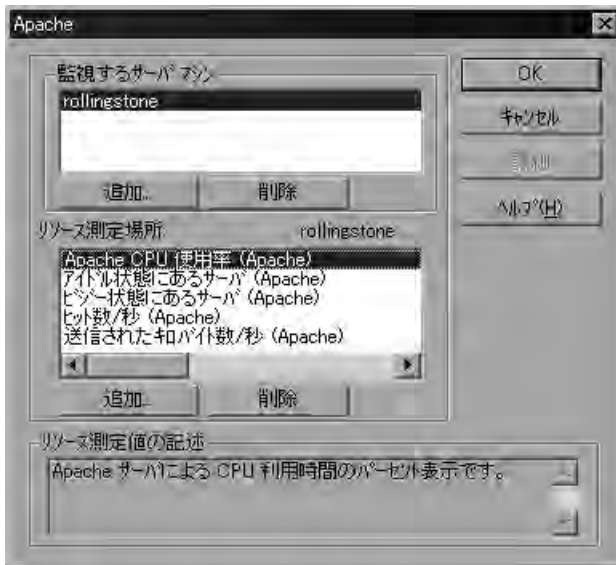 Apache
監視するサーバ マシン
rollingstone
追加...
削除
OK
キャンセル
ヘルプ(H)
リソース測定場所:
rollingstone
Apache CPU 使用率 (Apache)
アイドル状態にあるサーバ (Apache)
ビジー状態にあるサーバ (Apache)
ヒット数/秒 (Apache)
送信されたキロバイト数/秒 (Apache)
追加...
削除
リソース測定値の記述
Apache サーバによる CPU 利用時間のパーセント表示です。